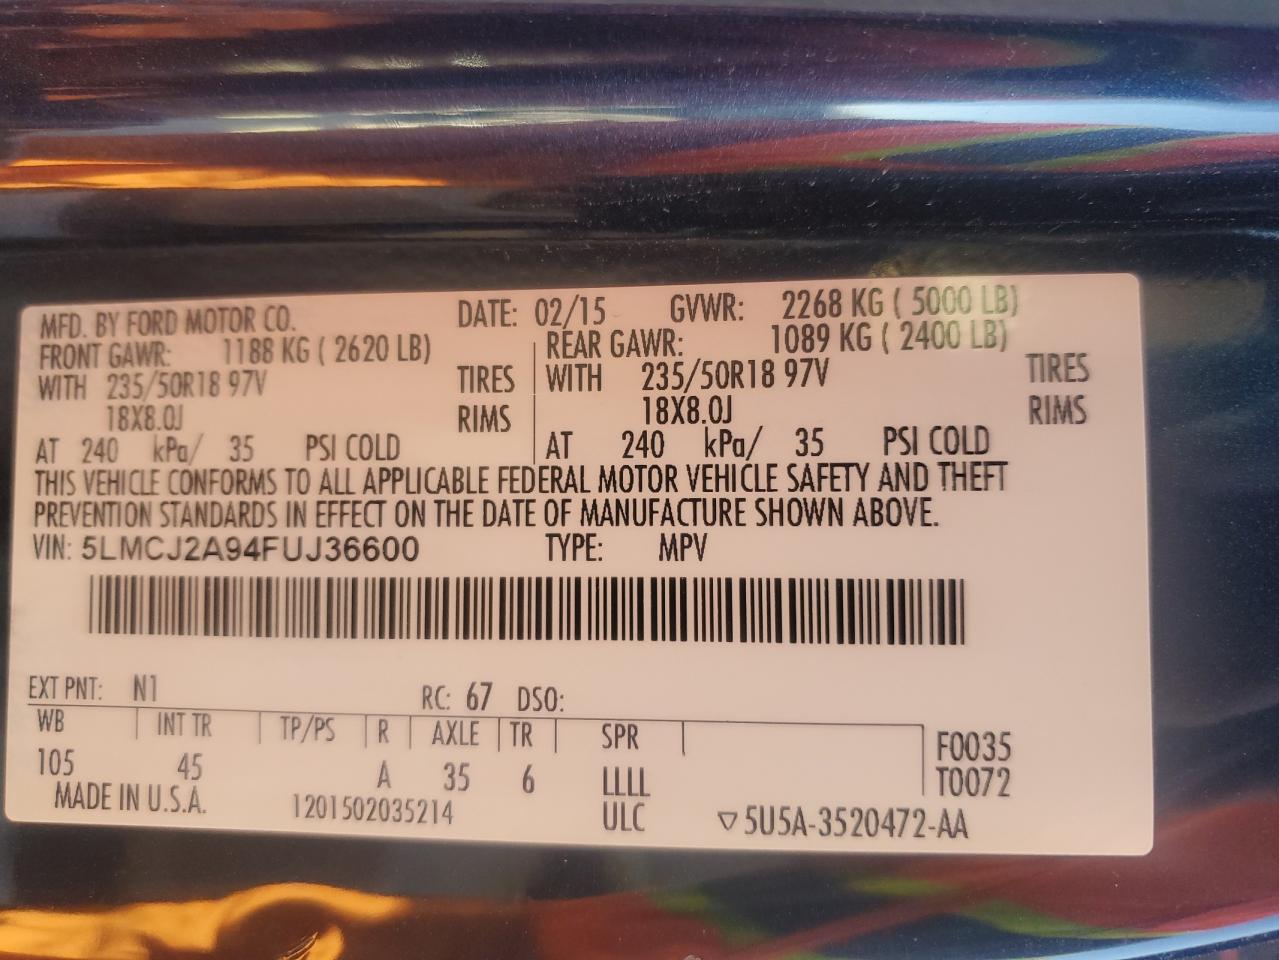 MFD. BY FORD MOTOR CO. DATE: 02/15 GVWR: 2268 KG ( 5000 LB)
FRONT GAWR: 1188 KG ( 2620 LB) REAR GAWR: 1089 KG ( 2400 LB)
WITH 235/50R18 97V TIRES WITH 235/50R18 97V TIRES
18X8.0J RIMS 18X8.0J RIMS
AT 240 kPa/ 35 PSI COLD AT 240 kPa/ 35 PSI COLD
THIS VEHICLE CONFORMS TO ALL APPLICABLE FEDERAL MOTOR VEHICLE SAFETY AND THEFT
PREVENTION STANDARDS IN EFFECT ON THE DATE OF MANUFACTURE SHOWN ABOVE.
VIN: 5LMCJ2A94FUJ36600 TYPE: MPV
EXT PNT: N1 RC: 67 DSO:
WB INT TR TP/PS R AXLE TR SPR F0035
105 45 A 35 6 LLLL T0072
MADE IN U.S.A. 1201502035214 ULC ▽5U5A-3520472-AA